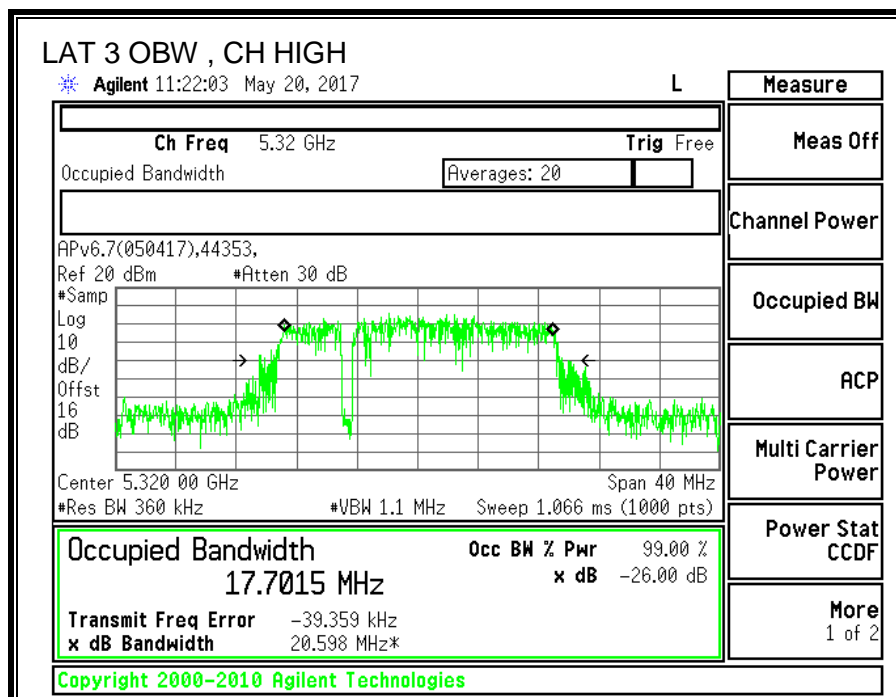 LAT 3 OBW , CH HIGH
Agilent 11:22:03 May 20, 2017 L
Measure
Ch Freq 5.32 GHz Trig Free
Meas Off
Occupied Bandwidth Averages: 20
Channel Power
APv6.7(050417),44353,
Ref 20 dBm #Atten 30 dB
#Samp
Log
10
dB/
Offst
16
dB
Occupied BW
ACP
Multi Carrier
Power
Center 5.320 00 GHz Span 40 MHz
#Res BW 360 kHz #VBW 1.1 MHz Sweep 1.066 ms (1000 pts)
Power Stat
CCDF
Occupied Bandwidth Occ BW % Pwr 99.00 %
17.7015 MHz x dB -26.00 dB
Transmit Freq Error -39.359 kHz
x dB Bandwidth 20.598 MHz*
More
1 of 2
Copyright 2000-2010 Agilent Technologies